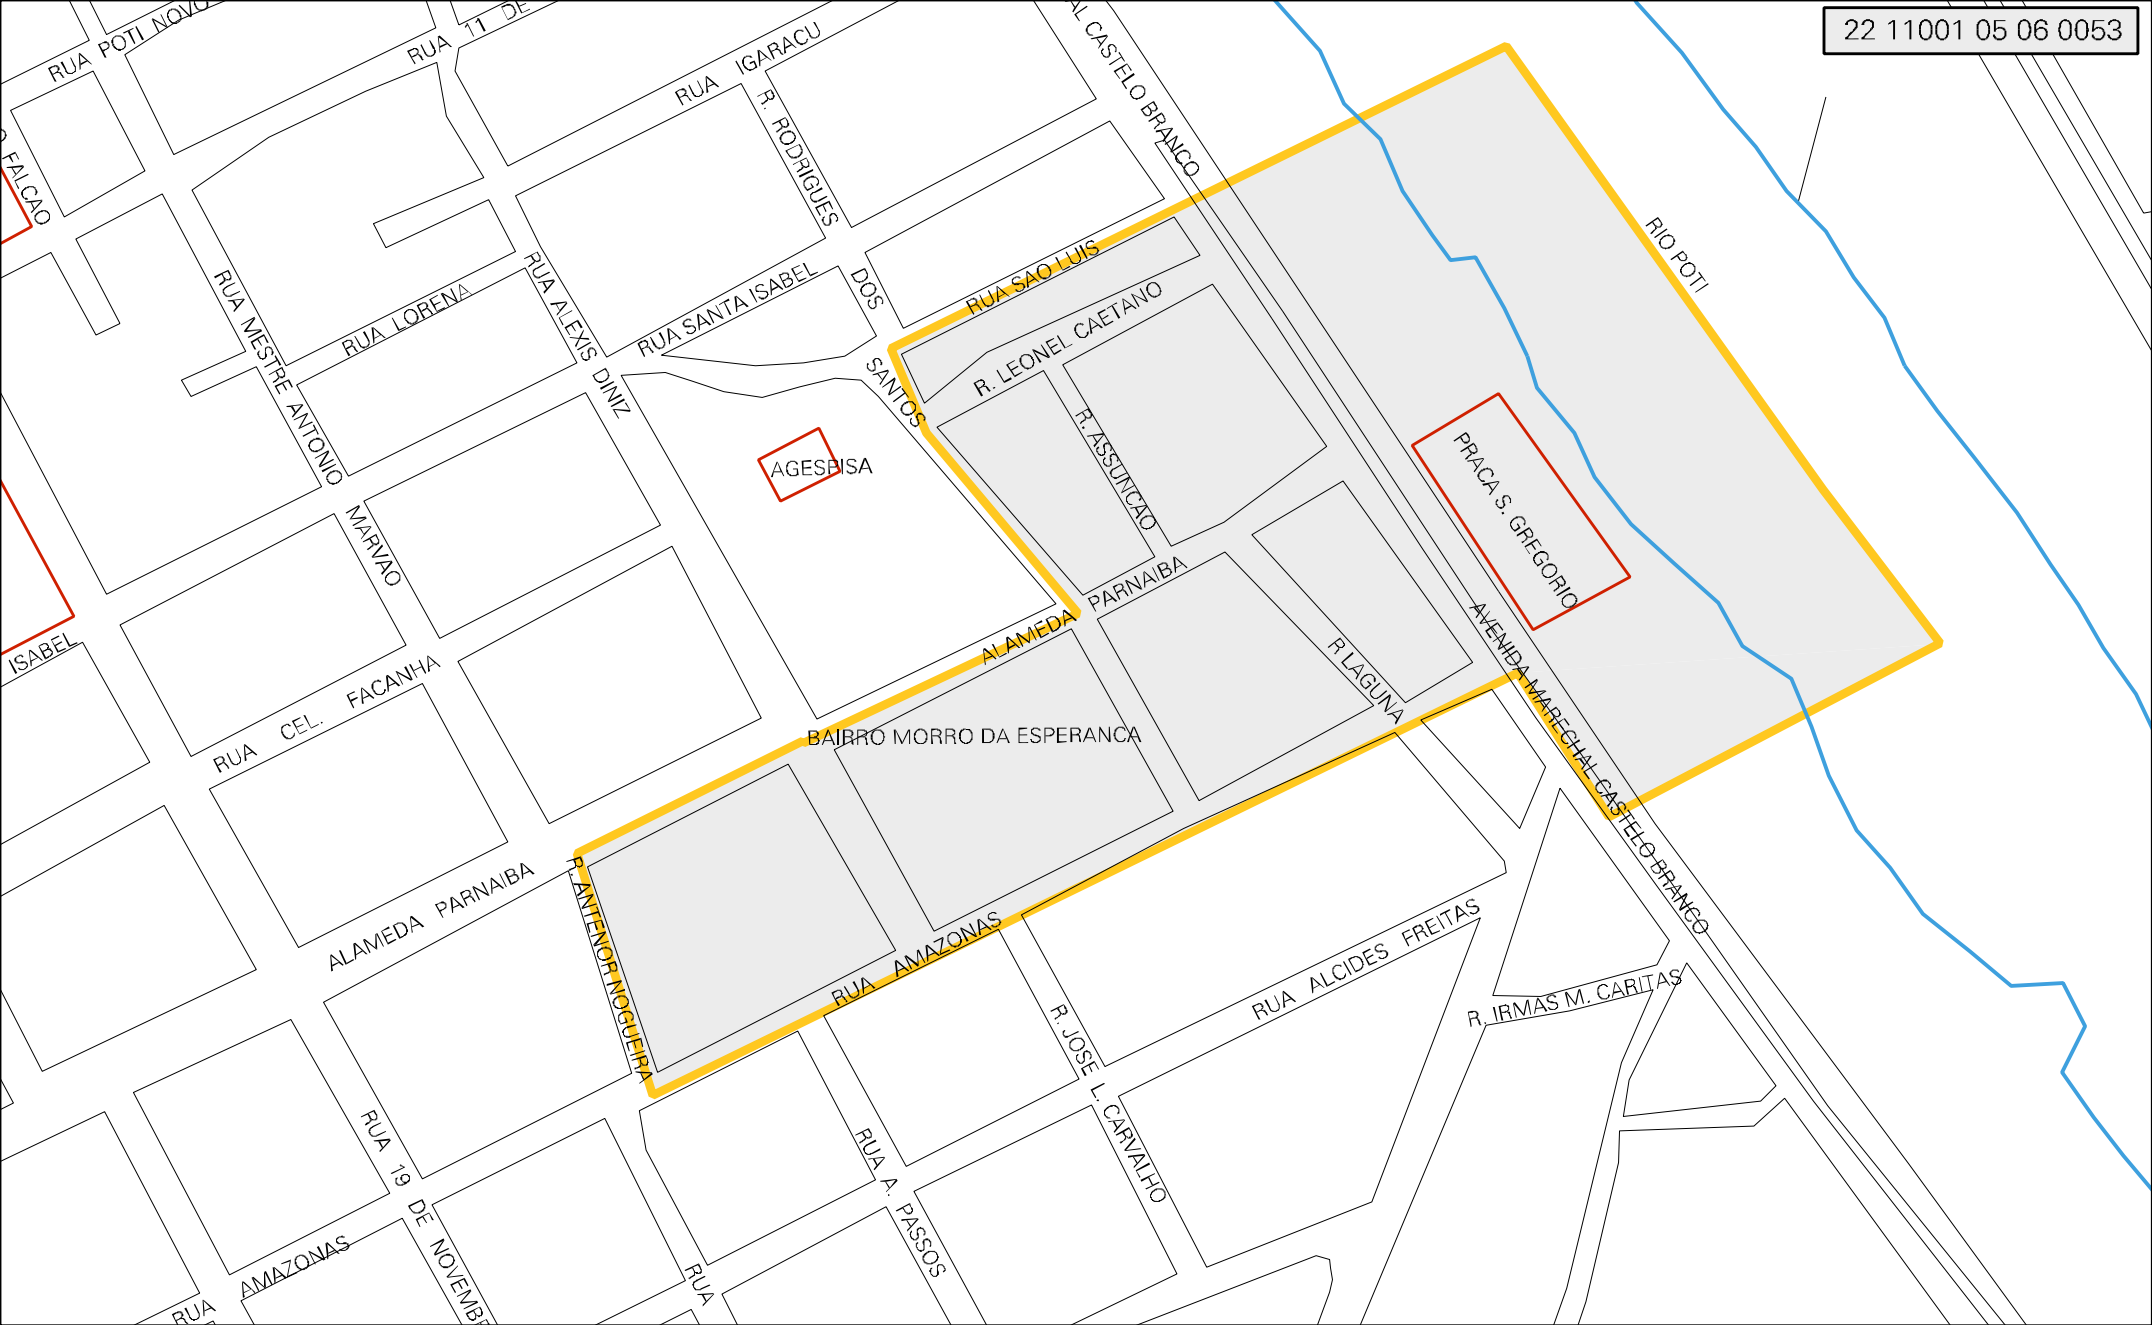 22 11001 05 06 0053
RUA POTI NOVO
RUA 11 DE
RUA IGARACU
AL CASTELO BRANCO
FALCAO
R. RODRIGUES DOS SANTOS
RUA MESTRE ANTONIO MARVAO
RUA LORENA
RUA ALEXIS DINIZ
RUA SANTA ISABEL
RUA SAO LUIS
R. LEONEL CAETANO
RIO POTI
R. ASSUNCAO
AGESPISA
PRACA S. GREGORIO
ISABEL
RUA CEL. FACANHA
ALAMEDA PARNAIBA
R LAGUNA
BAIRRO MORRO DA ESPERANCA
AVENIDA MARECHAL CASTELO BRANCO
ALAMEDA PARNAIBA
R. ANTENOR NOGUEIRA
RUA AMAZONAS
RUA ALCIDES FREITAS
R. IRMAS M. CARITAS
R. JOSE L. CARVALHO
RUA 19 DE NOVEMB
RUA A. PASSOS
RUA AMAZONAS
RUA